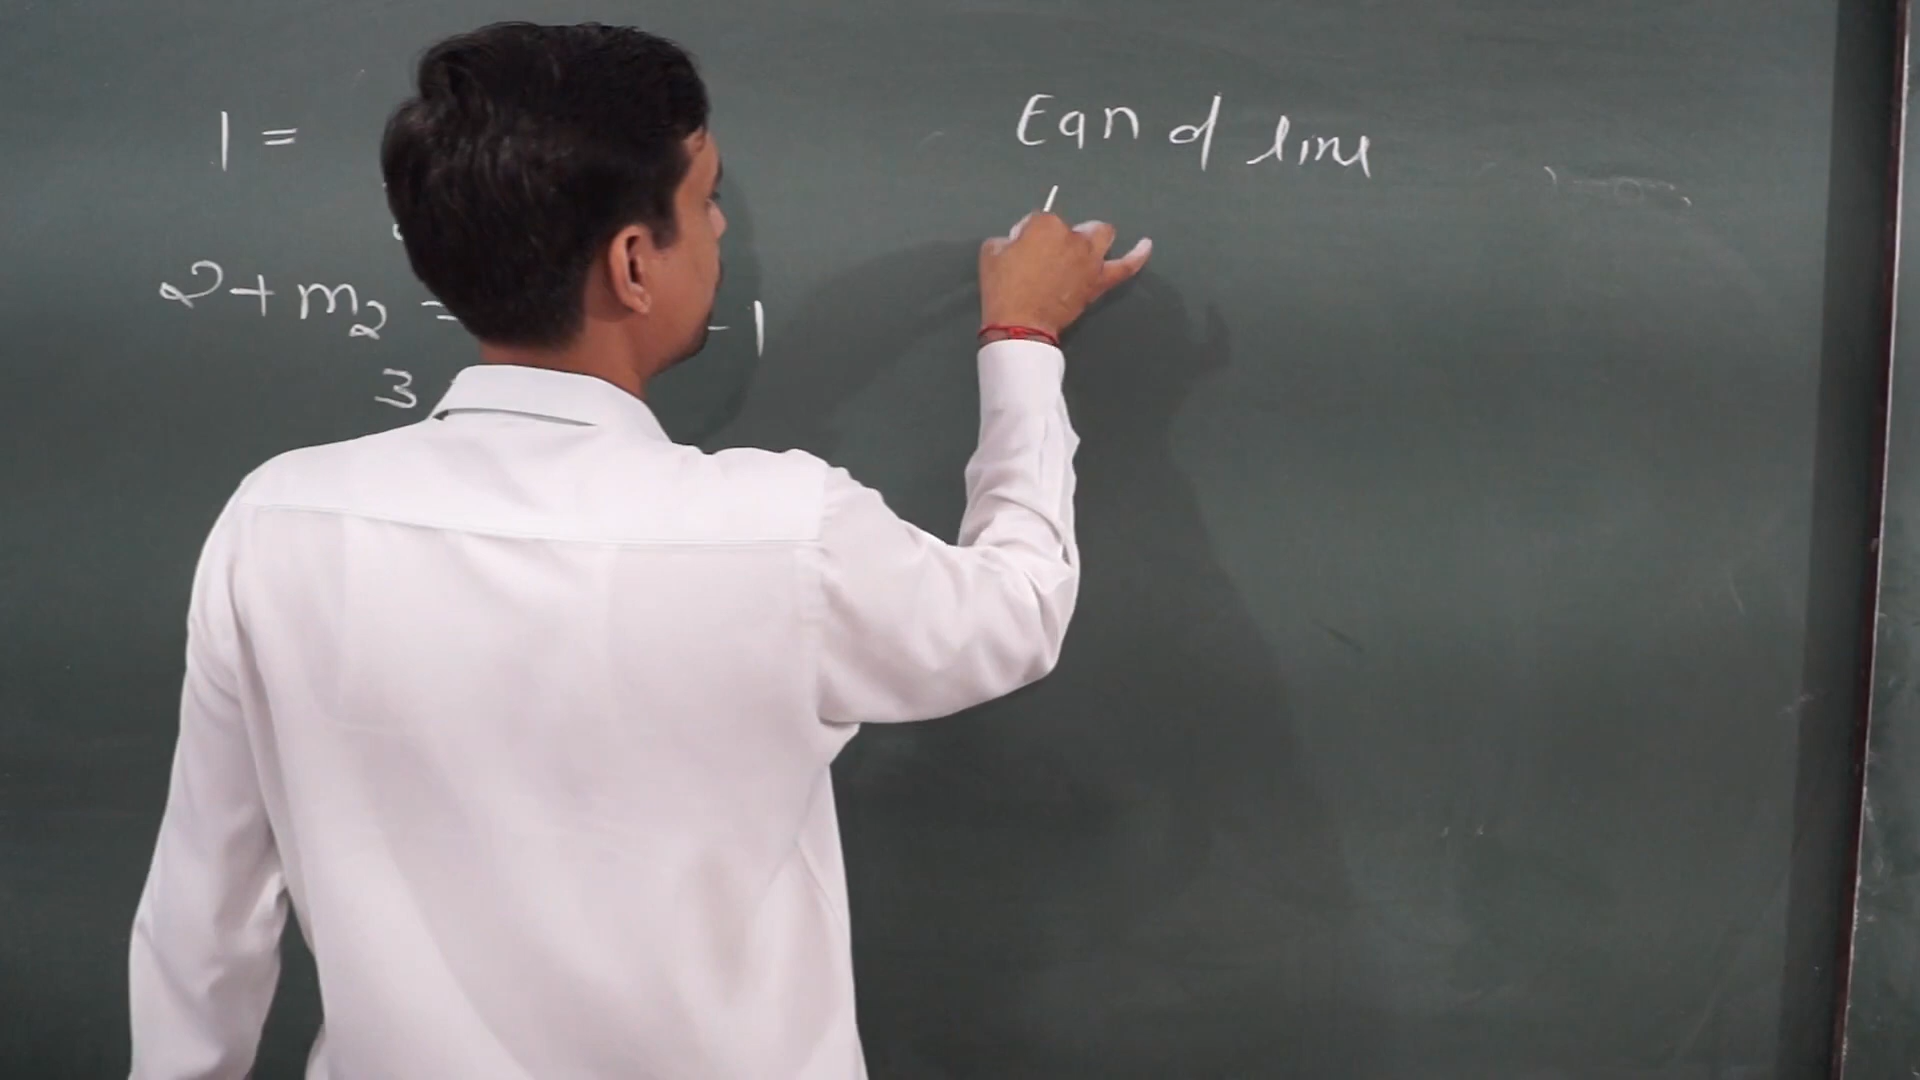 1 =
2 + m2 = - 1
3
Eqn of line